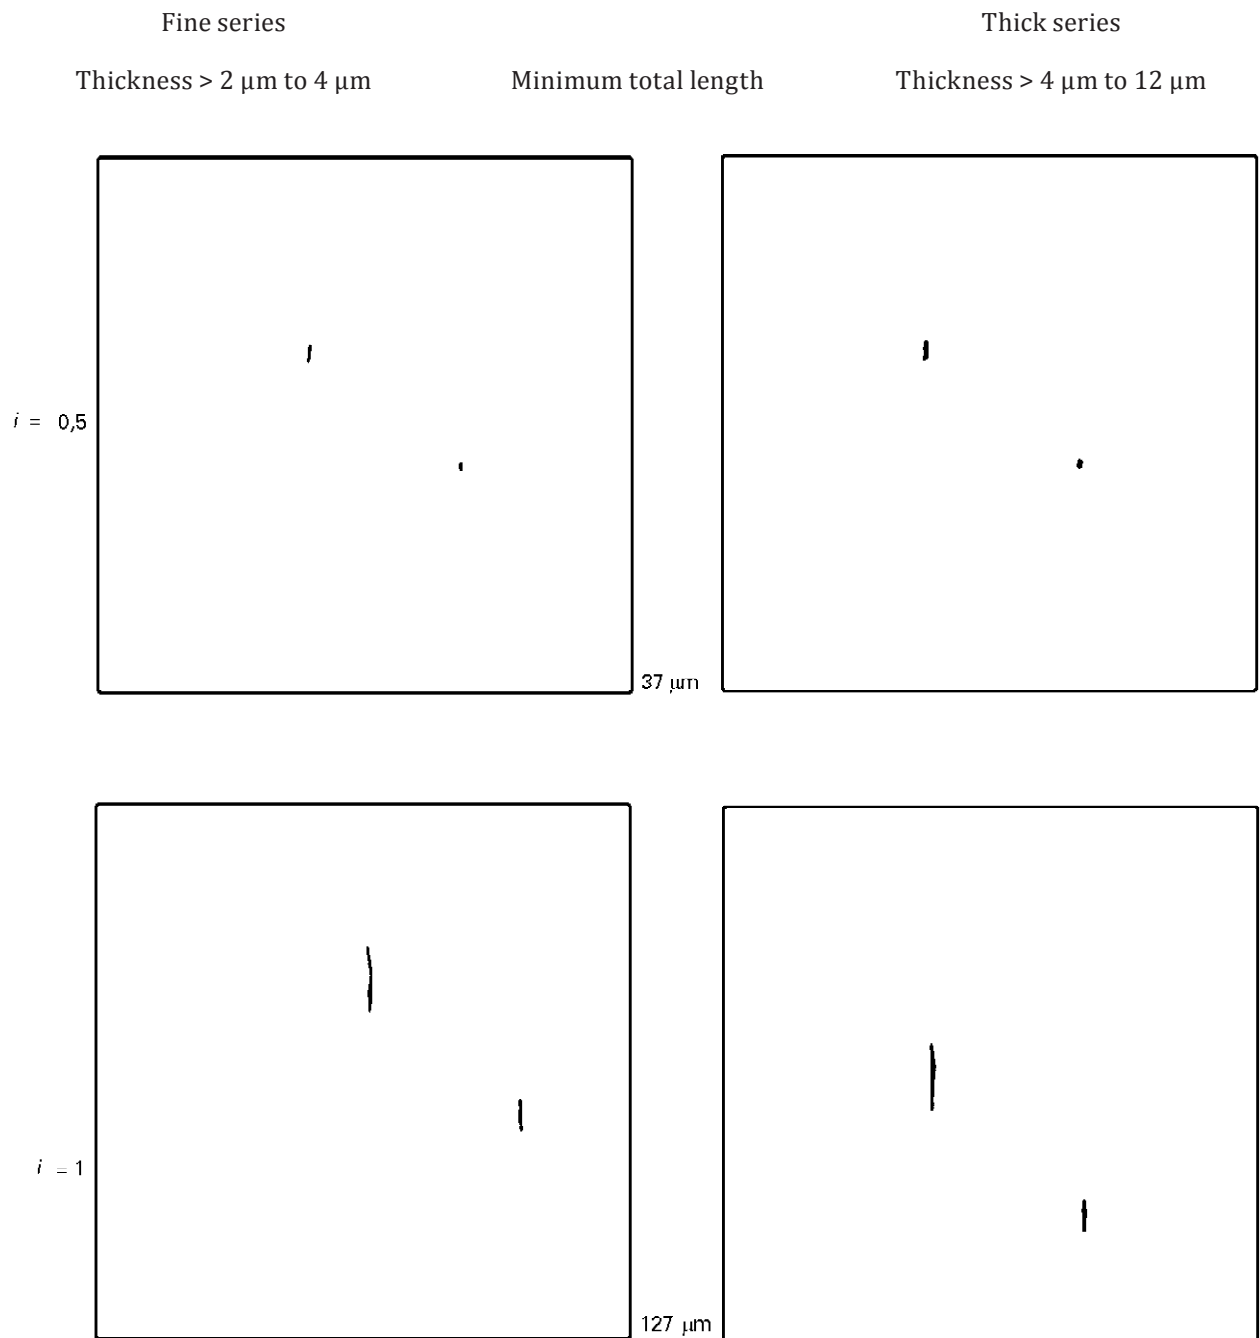 Fine series
Thick series
Thickness > 2 μm to 4 μm
Minimum total length
Thickness > 4 μm to 12 μm
i = 0,5
37 μm
i = 1
127 μm